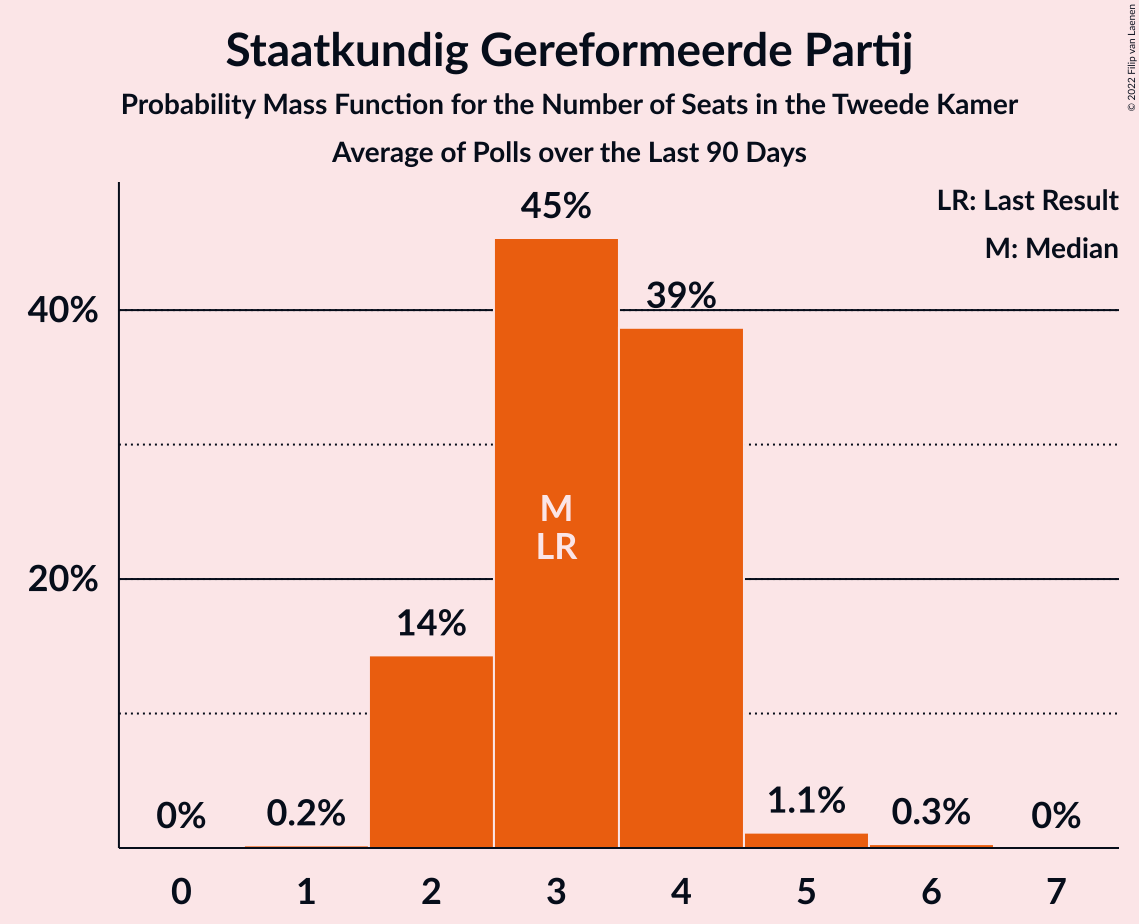 Staatkundig Gereformeerde Partij
Probability Mass Function for the Number of Seats in the Tweede Kamer
Average of Polls over the Last 90 Days
© 2022 Filip van Laenen
LR: Last Result
M: Median
45%
39%
40%
M
LR
20%
14%
0%
0.2%
1.1%
0.3%
0%
0 1 2 3 4 5 6 7